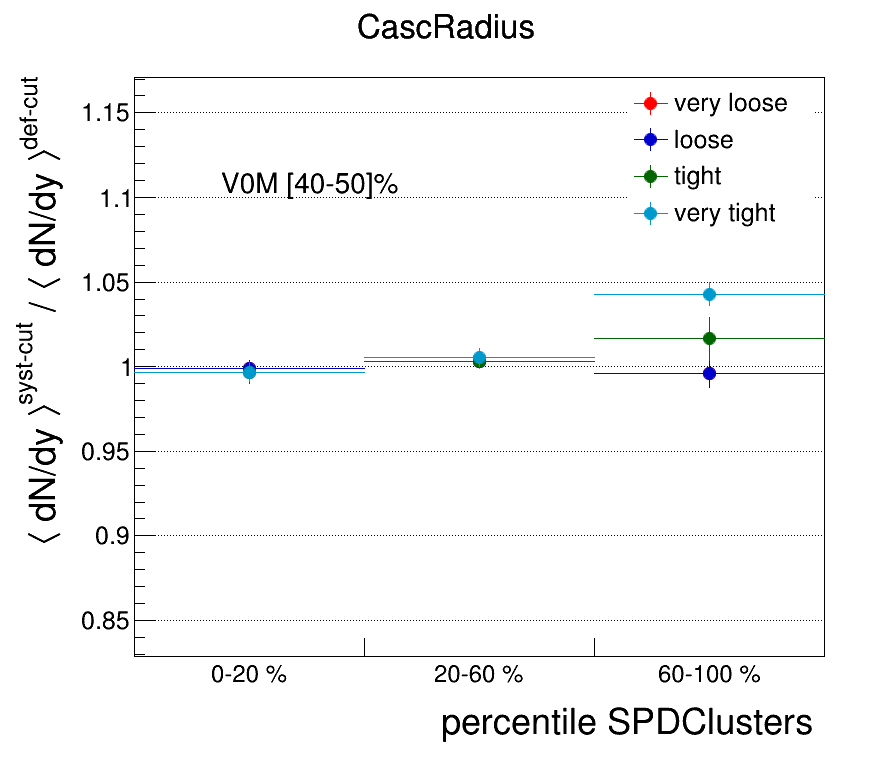 CascRadius
⟨ dN/dy ⟩^syst-cut / ⟨ dN/dy ⟩^def-cut
1.15
1.1
1.05
1
0.95
0.9
0.85
V0M [40-50]%
very loose
loose
tight
very tight
0-20 %
20-60 %
60-100 %
percentile SPDClusters